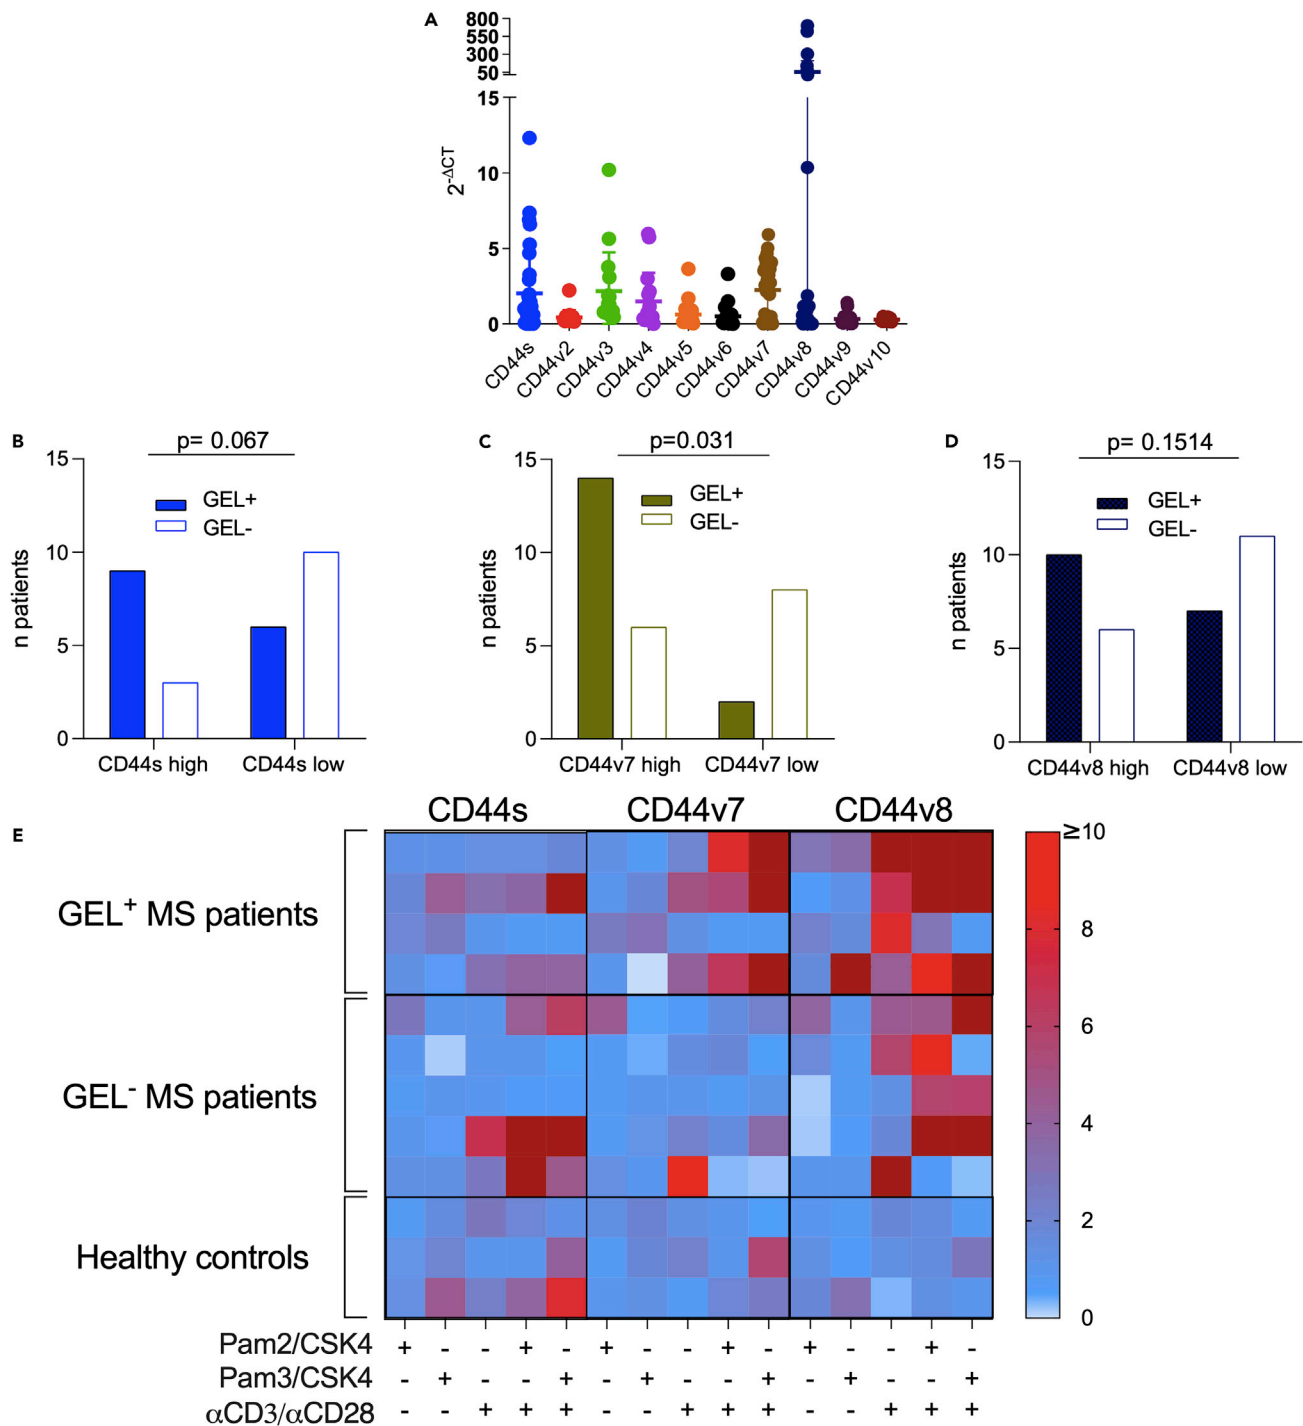 A
800
550
300
50
15
10
5
0
2^-ΔCT
CD44s
CD44v2
CD44v3
CD44v4
CD44v5
CD44v6
CD44v7
CD44v8
CD44v9
CD44v10
B
p= 0.067
15
10
5
0
n patients
GEL+
GEL-
CD44s high
CD44s low
C
p=0.031
15
10
5
0
n patients
GEL+
GEL-
CD44v7 high
CD44v7 low
D
p= 0.1514
15
10
5
0
n patients
GEL+
GEL-
CD44v8 high
CD44v8 low
E
CD44s CD44v7 CD44v8
GEL⁺ MS patients
GEL⁻ MS patients
Healthy controls
≥10
8
6
4
2
0
Pam2/CSK4 + - - + - + - - + - + - - + -
Pam3/CSK4 - + - - + - + - - + - + - - +
αCD3/αCD28 - - + + + - - + + + - - + + +